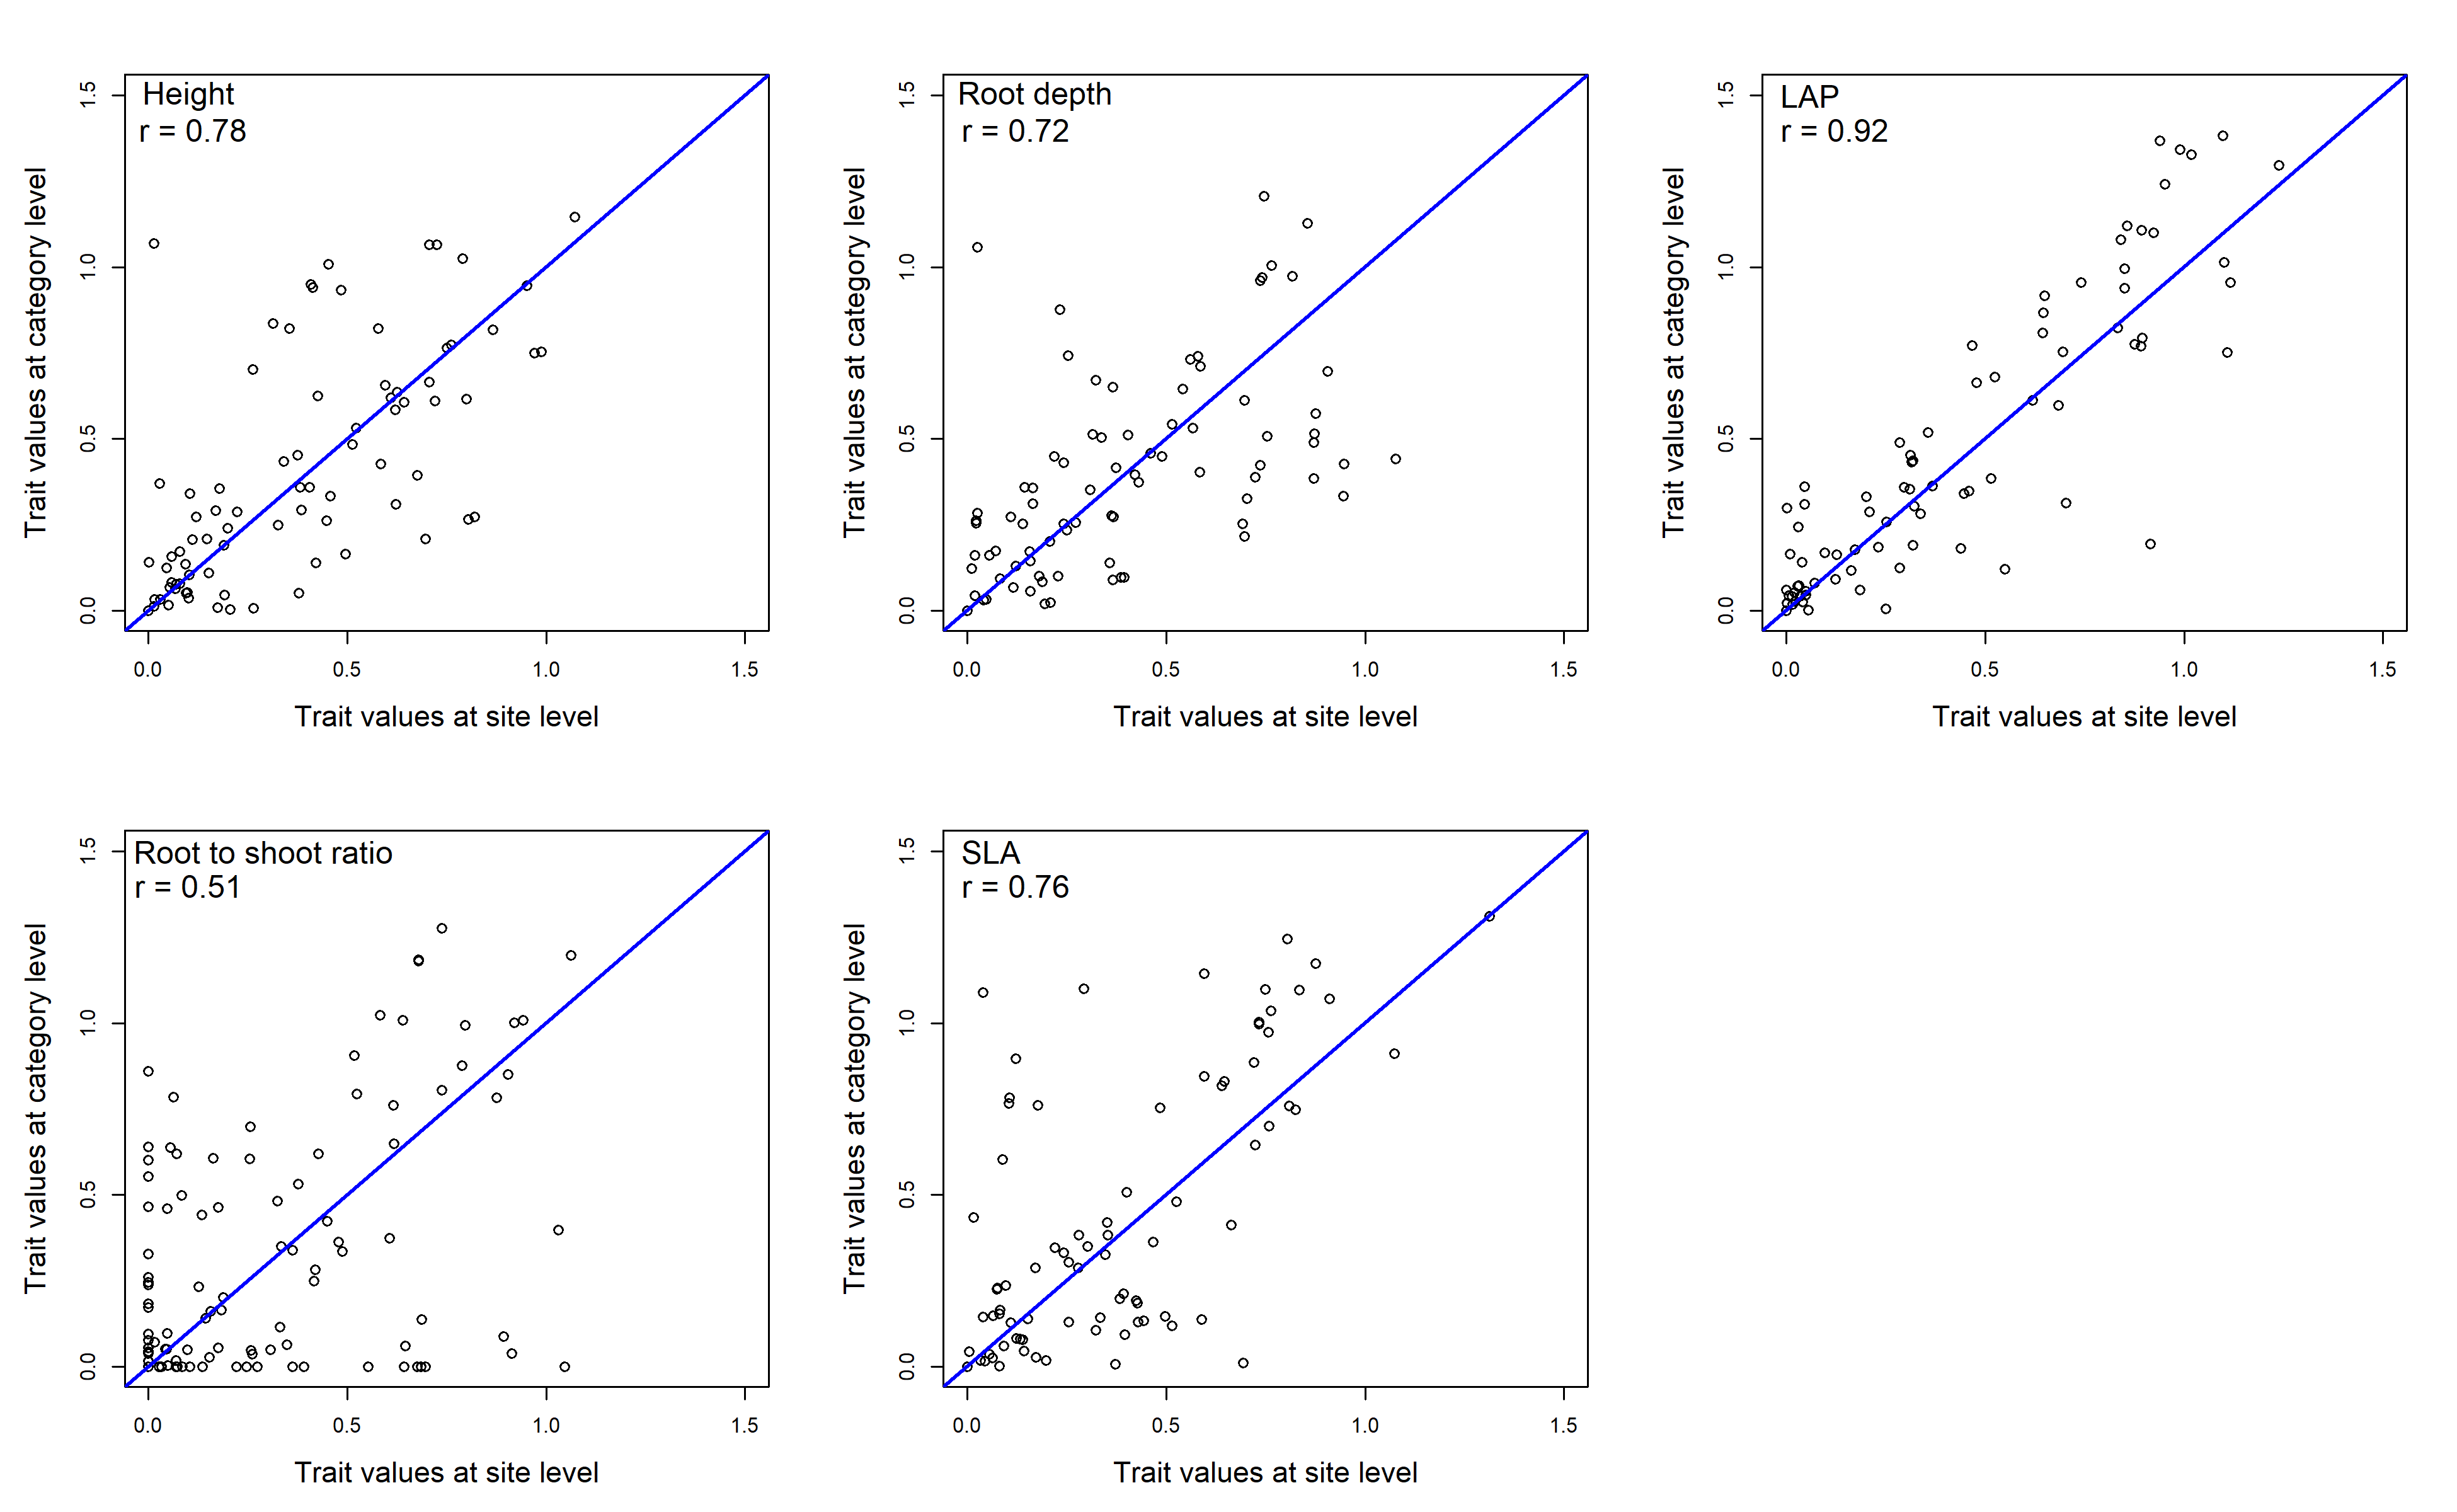 Height
r = 0.78
1.5
1.0
0.5
0.0
Trait values at category level
0.0 0.5 1.0 1.5
Trait values at site level
Root depth
r = 0.72
1.5
1.0
0.5
0.0
Trait values at category level
0.0 0.5 1.0 1.5
Trait values at site level
LAP
r = 0.92
1.5
1.0
0.5
0.0
Trait values at category level
0.0 0.5 1.0 1.5
Trait values at site level
Root to shoot ratio
r = 0.51
1.5
1.0
0.5
0.0
Trait values at category level
0.0 0.5 1.0 1.5
Trait values at site level
SLA
r = 0.76
1.5
1.0
0.5
0.0
Trait values at category level
0.0 0.5 1.0 1.5
Trait values at site level